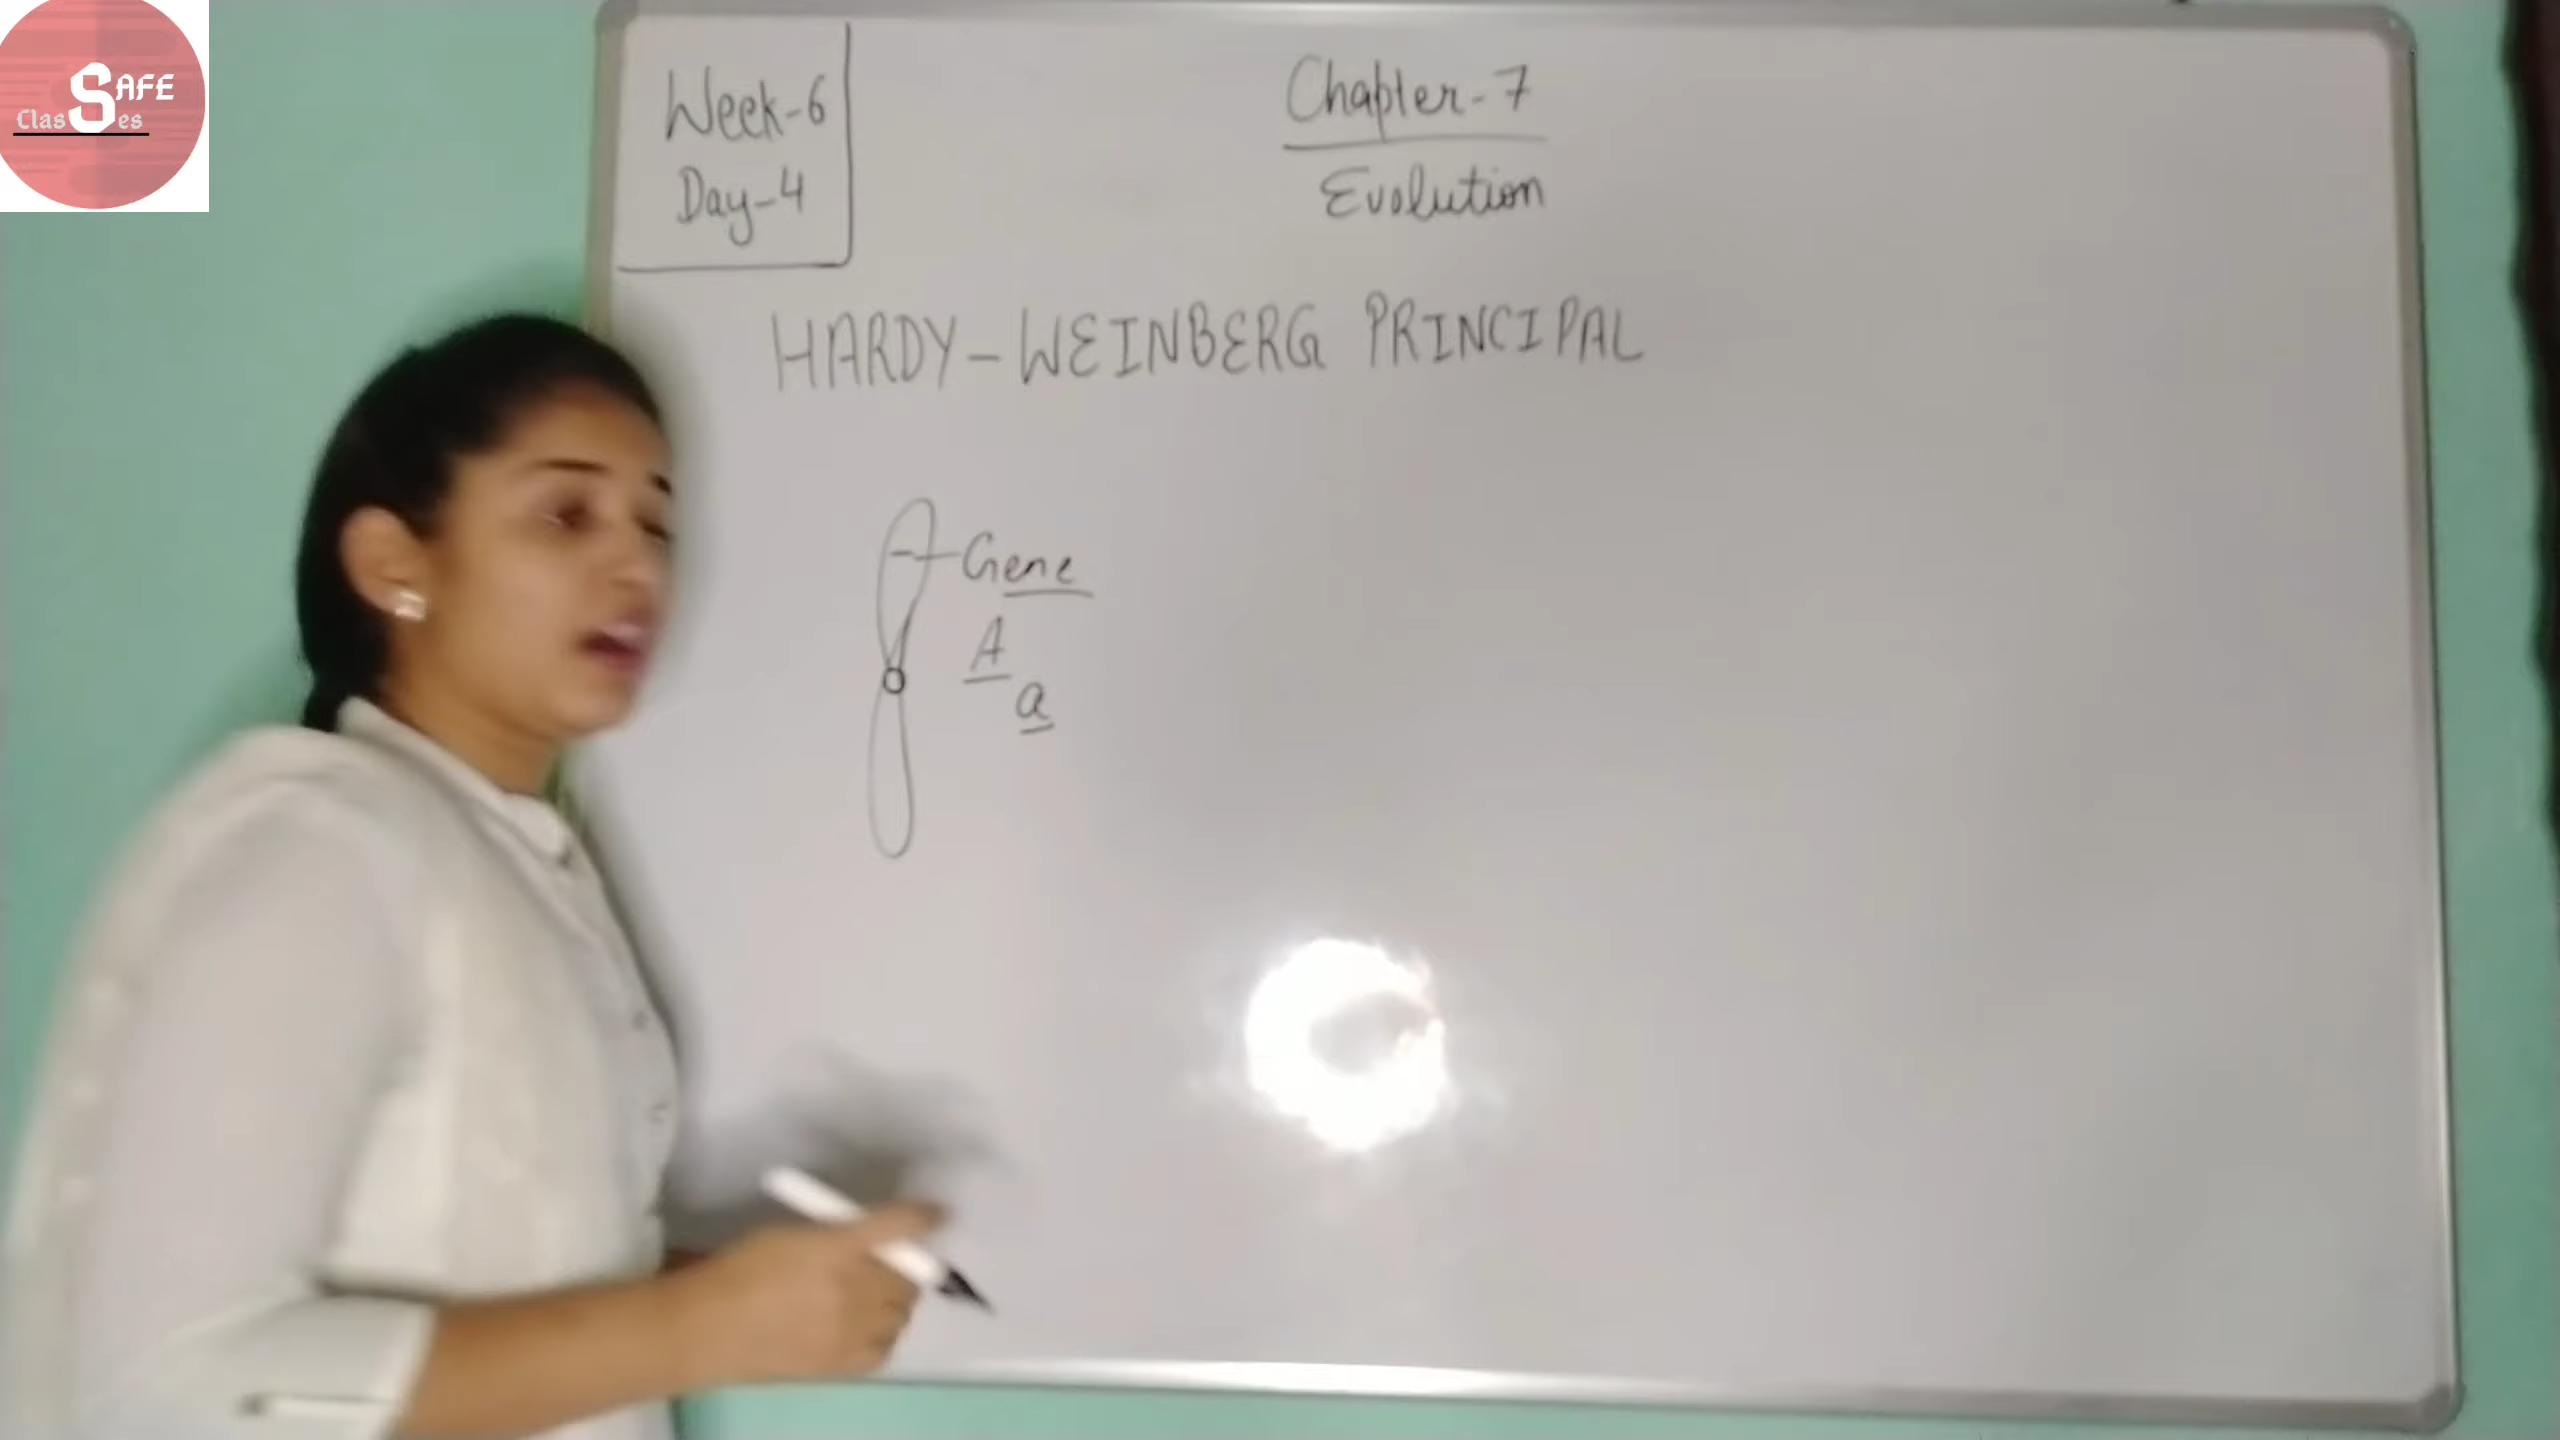 SAFE
Classes
Week-6
Day-4
Chapter-7
Evolution
HARDY-WEINBERG PRINCIPAL
Gene
A
a